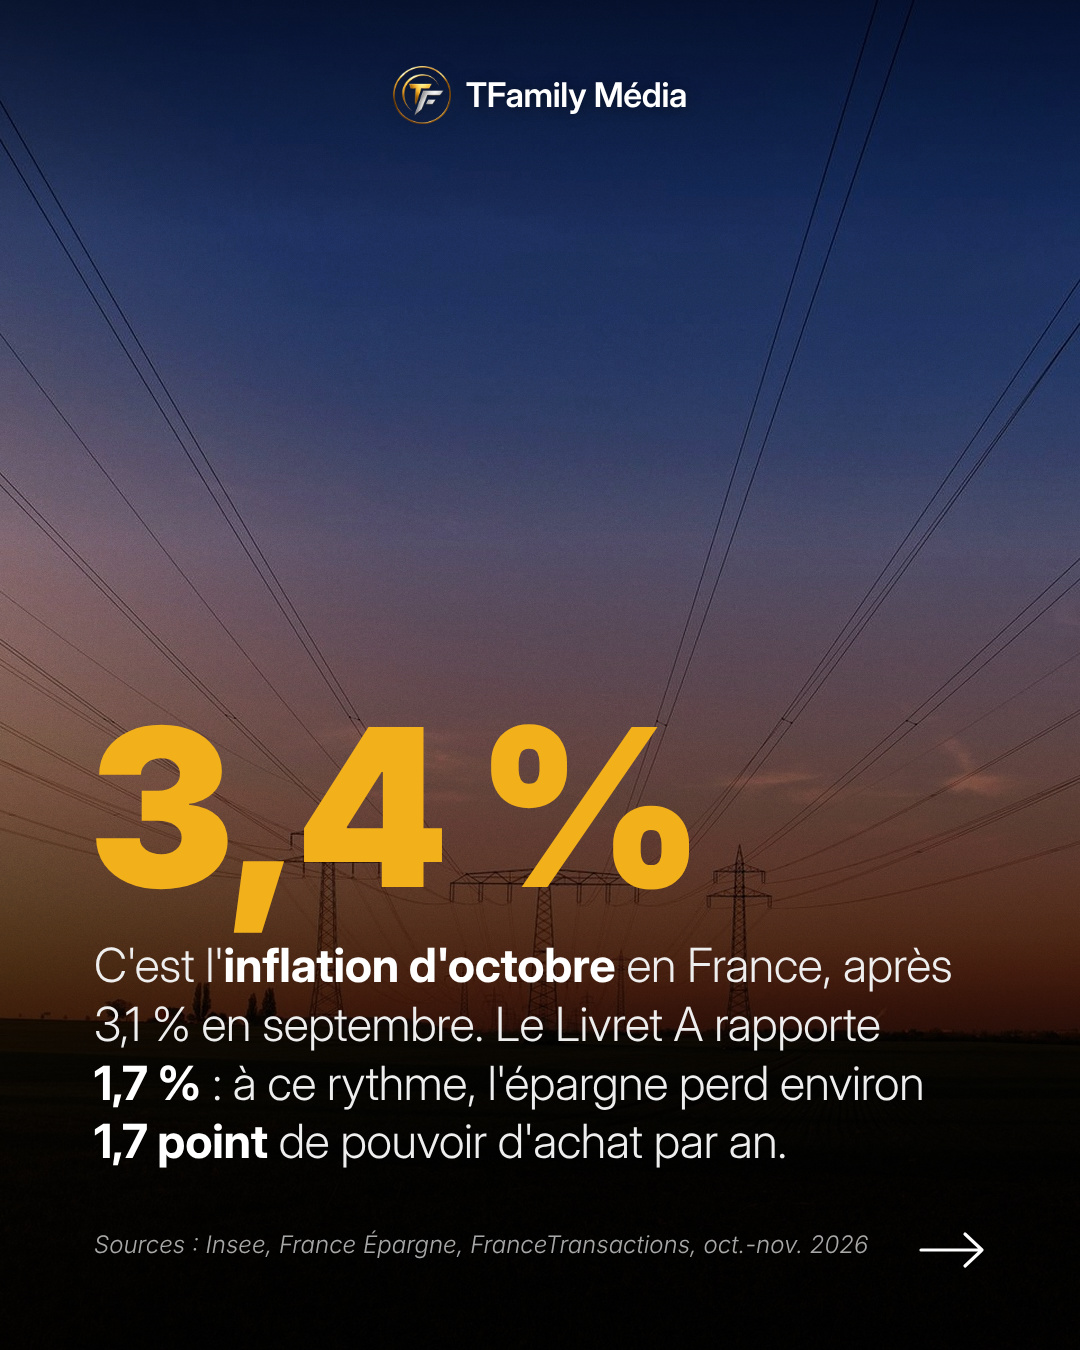 TF TFamily Média
3,4 %
C'est l'inflation d'octobre en France, après
3,1 % en septembre. Le Livret A rapporte
1,7 % : à ce rythme, l'épargne perd environ
1,7 point de pouvoir d'achat par an.
Sources : Insee, France Épargne, FranceTransactions, oct.-nov. 2026